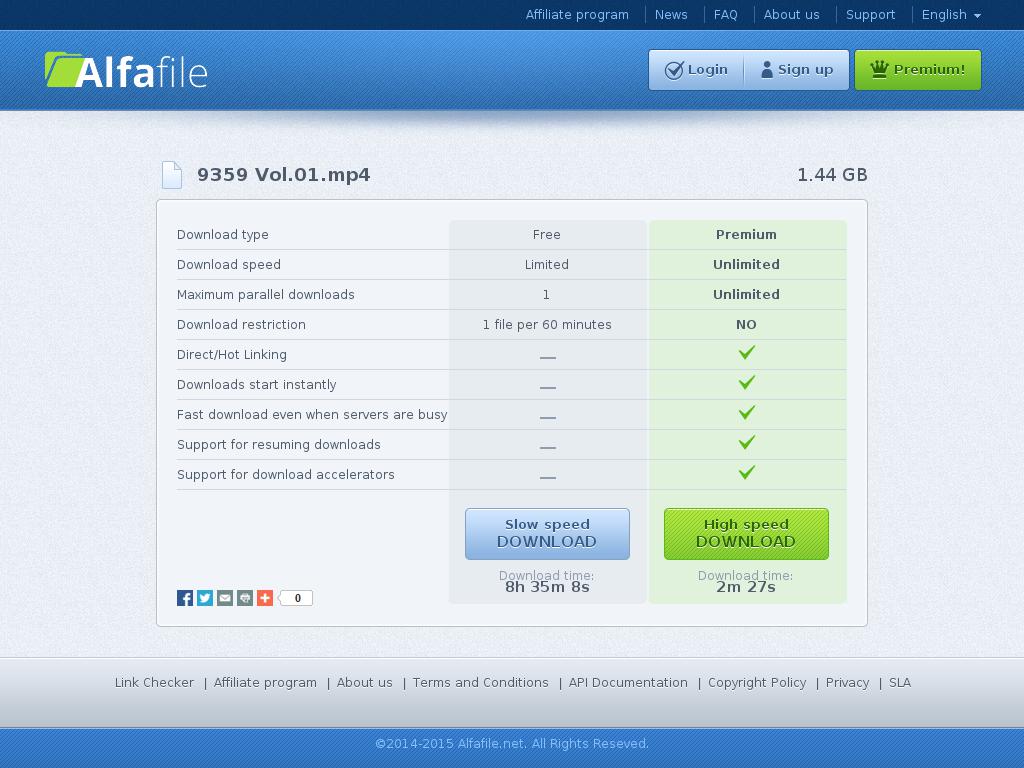 Affiliate program News FAQ About us Support English
Alfafile Login Sign up Premium!
9359 Vol.01.mp4 1.44 GB
Download type Free Premium
Download speed Limited Unlimited
Maximum parallel downloads 1 Unlimited
Download restriction 1 file per 60 minutes NO
Direct/Hot Linking —
Downloads start instantly —
Fast download even when servers are busy —
Support for resuming downloads —
Support for download accelerators —
Slow speed High speed
DOWNLOAD DOWNLOAD
Download time: Download time:
8h 35m 8s 2m 27s
0
Link Checker | Affiliate program | About us | Terms and Conditions | API Documentation | Copyright Policy | Privacy | SLA
©2014-2015 Alfafile.net. All Rights Reseved.